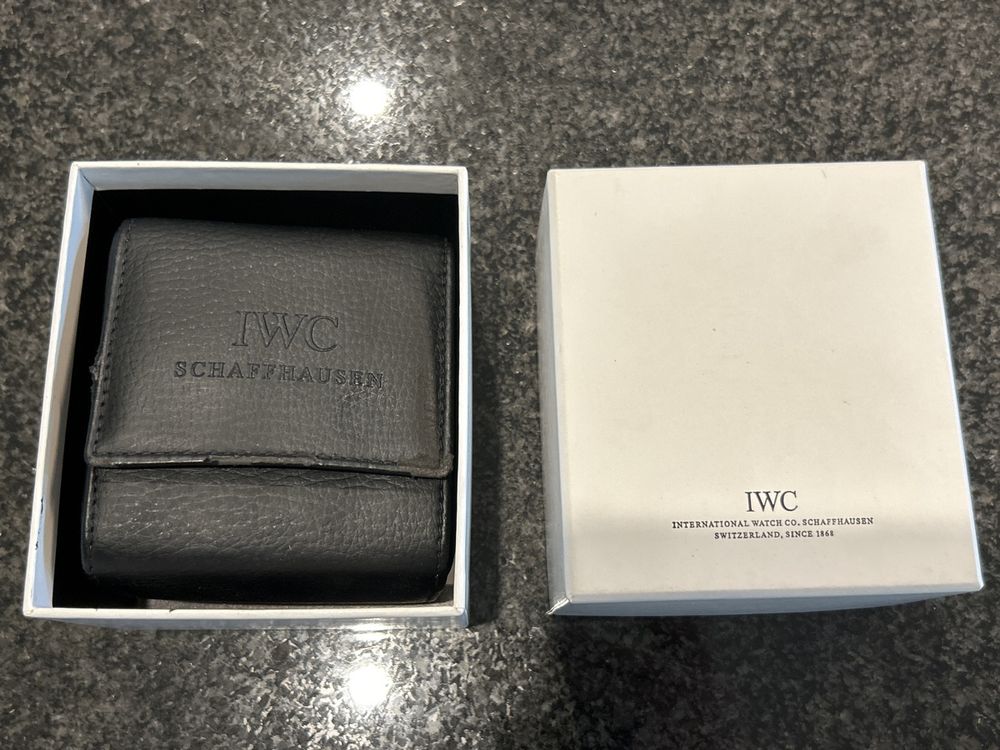 IWC
SCHAFFHAUSEN
IWC
INTERNATIONAL WATCH CO. SCHAFFHAUSEN
SWITZERLAND, SINCE 1868